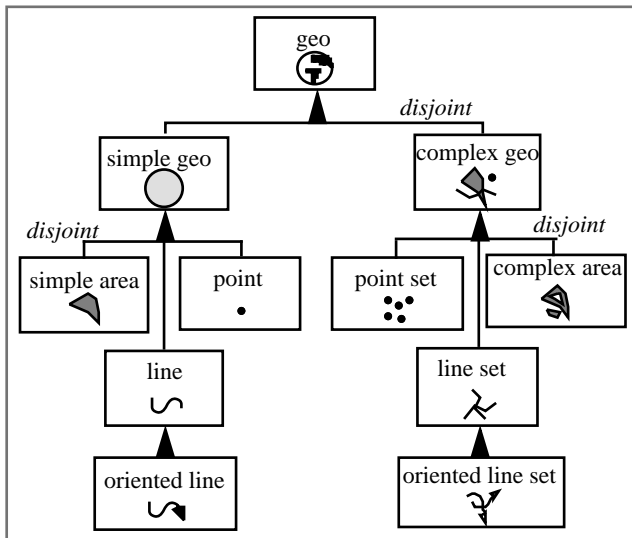 geo
disjoint
simple geo
complex geo
disjoint
disjoint
simple area
point
point set
complex area
line
line set
oriented line
oriented line set